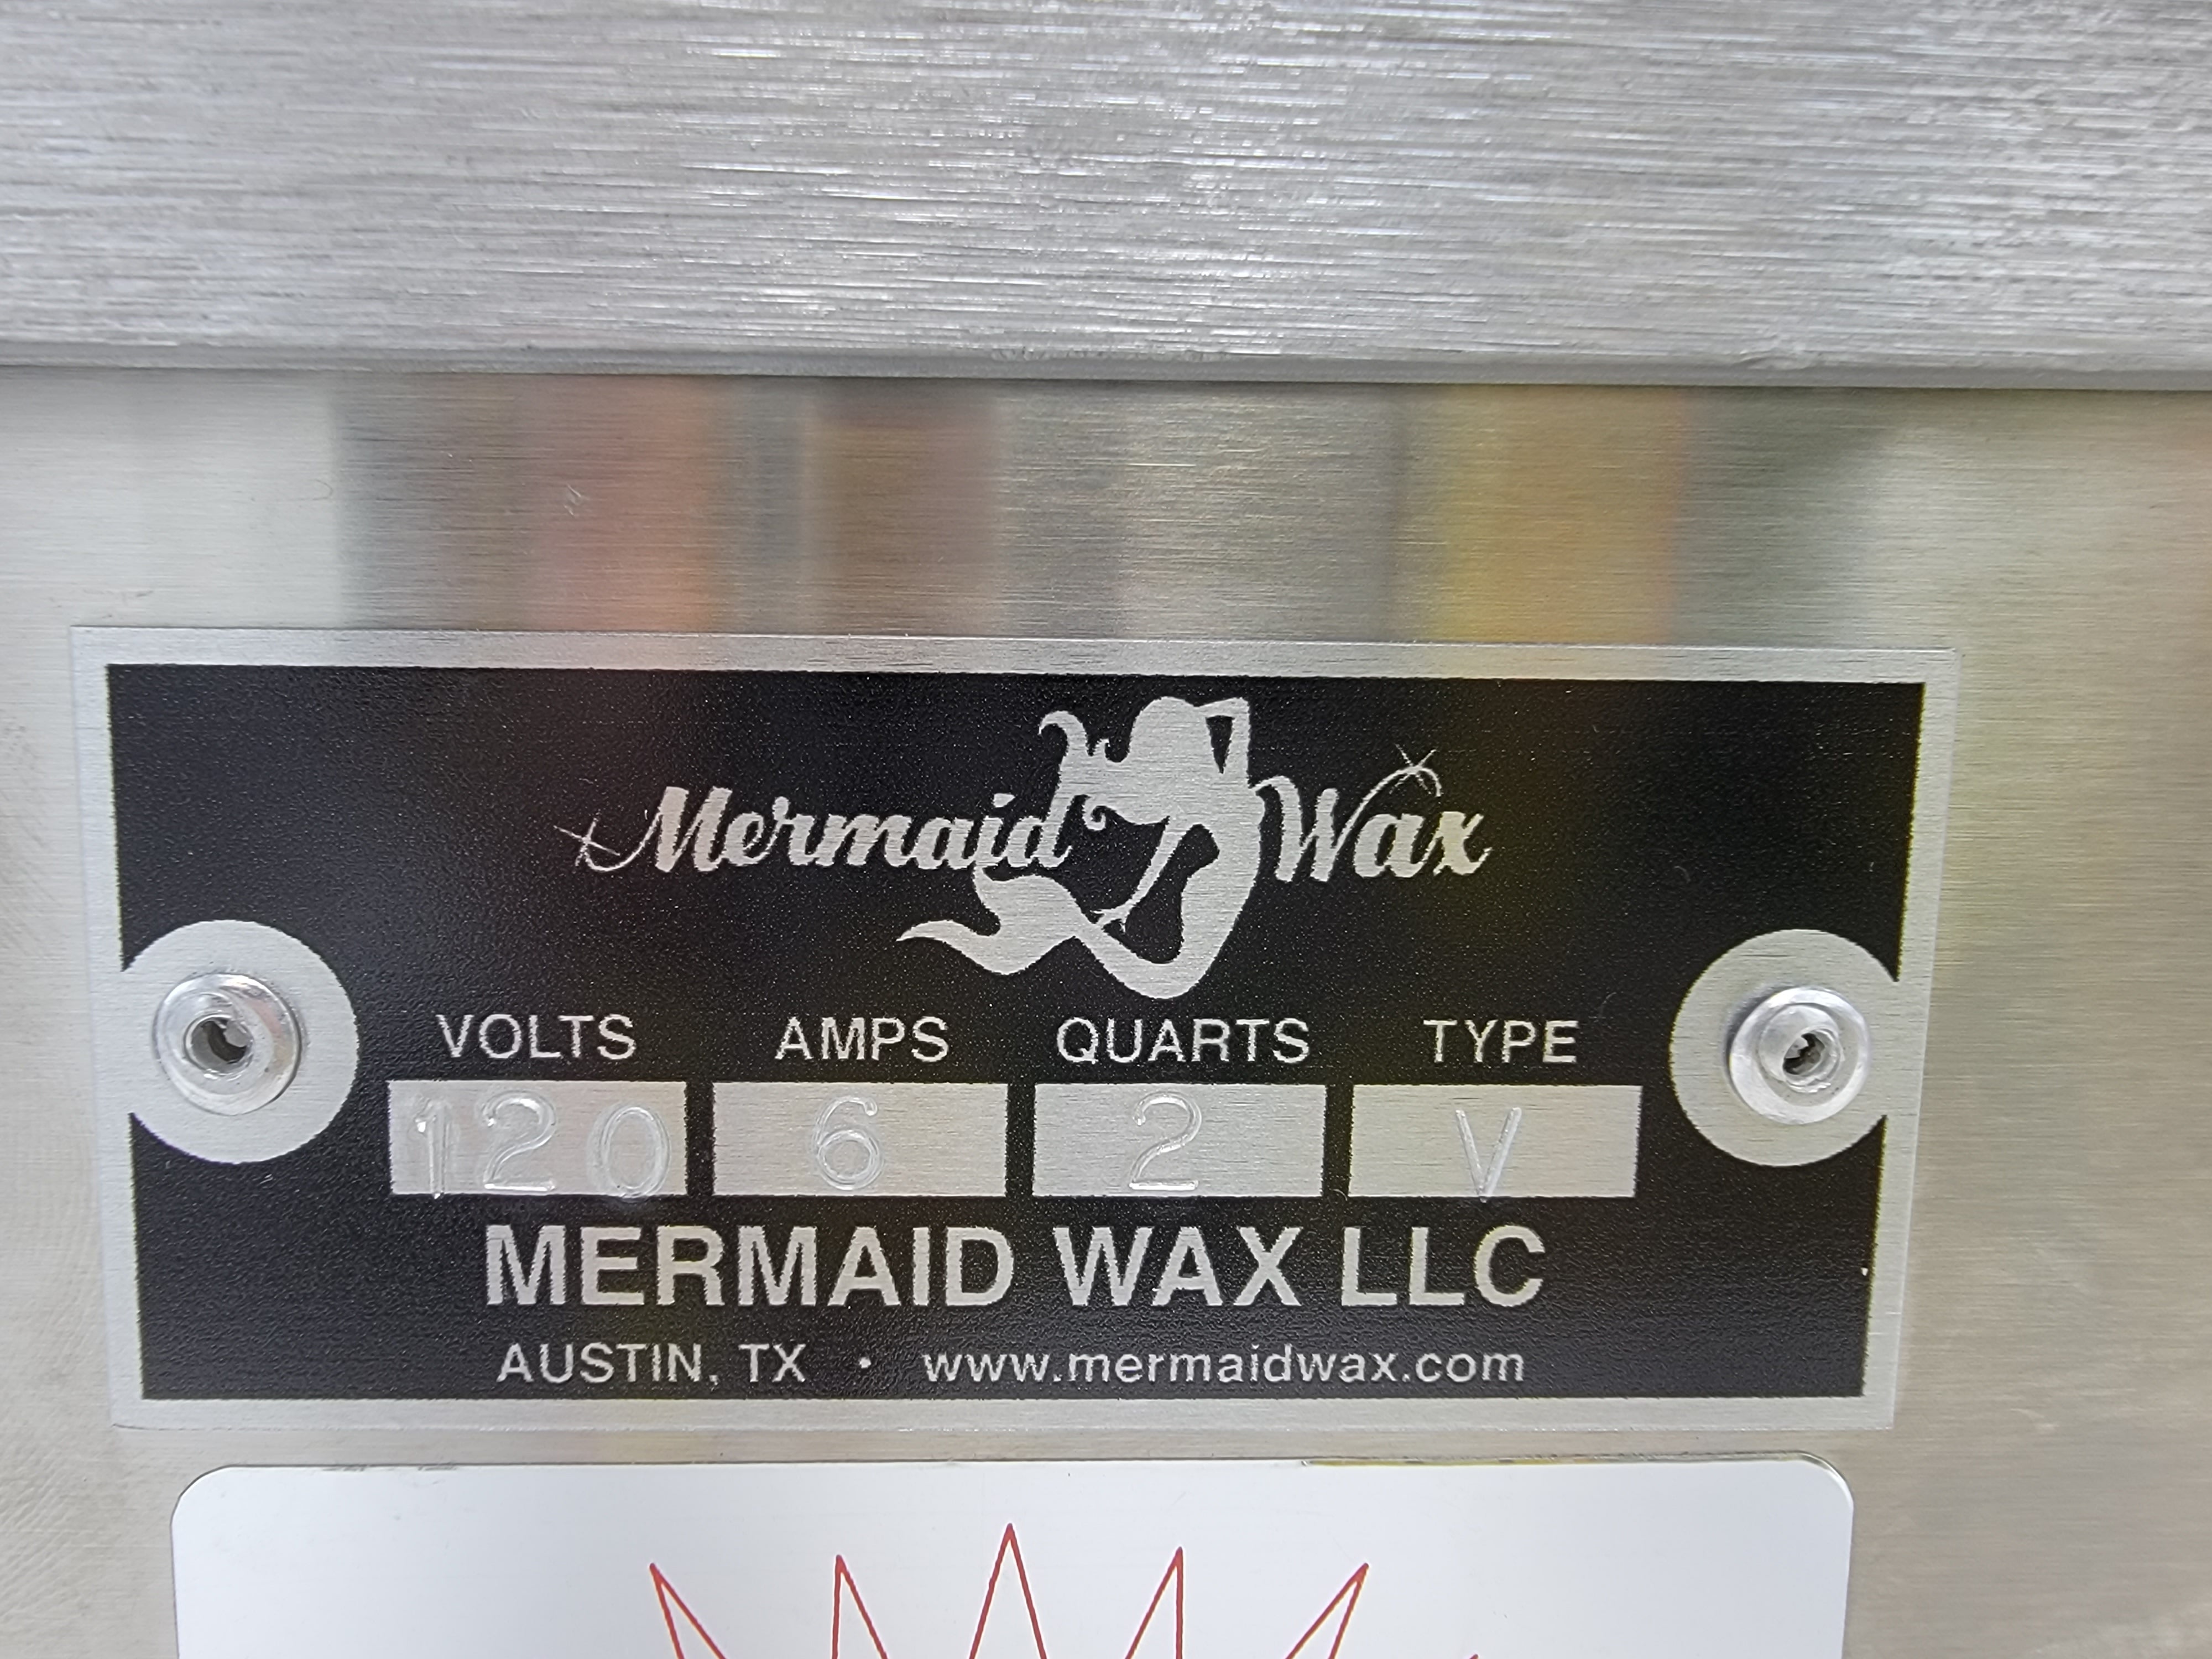 Mermaid Wax
VOLTS AMPS QUARTS TYPE
120 6 2 V
MERMAID WAX LLC
AUSTIN, TX • www.mermaidwax.com